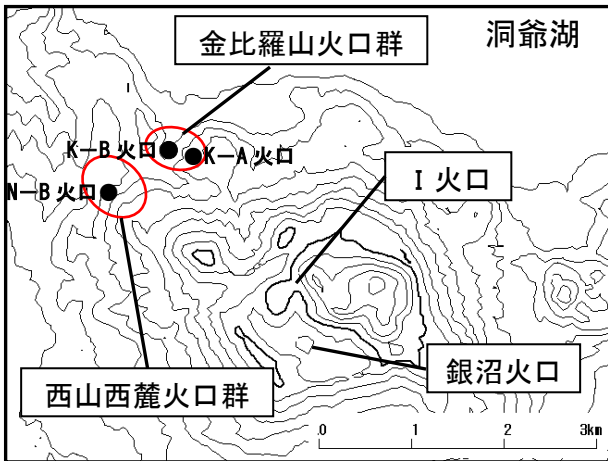 金比羅山火口群
洞爺湖
K−B火口
K−A火口
N−B火口
I 火口
銀沼火口
西山西麓火口群
0 1 2 3km